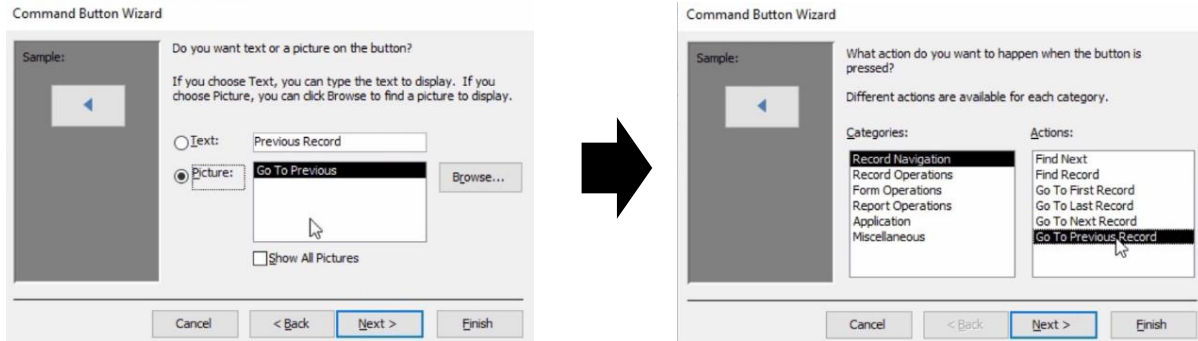 Command Button Wizard
Sample:
Do you want text or a picture on the button?
If you choose Text, you can type the text to display. If you
choose Picture, you can click Browse to find a picture to display.
Text:
Previous Record
Picture:
Go To Previous
Browse...
Show All Pictures
Cancel
< Back
Next >
Finish
Command Button Wizard
Sample:
What action do you want to happen when the button is
pressed?
Different actions are available for each category.
Categories:
Record Navigation
Record Operations
Form Operations
Report Operations
Application
Miscellaneous
Actions:
Find Next
Find Record
Go To First Record
Go To Last Record
Go To Next Record
Go To Previous Record
Cancel
< Back
Next >
Finish